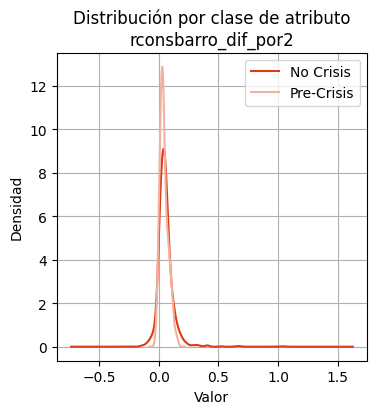 Distribución por clase de atributo
rconsbarro_dif_por2
No Crisis
Pre-Crisis
Densidad
12
10
8
6
4
2
0
−0.5
0.0
0.5
1.0
1.5
Valor